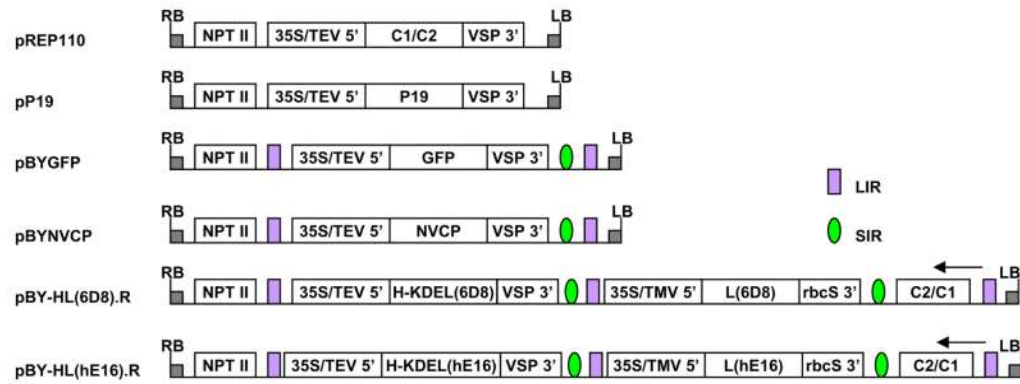 RB LB
pREP110 NPT II 35S/TEV 5' C1/C2 VSP 3'
RB LB
pP19 NPT II 35S/TEV 5' P19 VSP 3'
RB LB
pBYGFP NPT II 35S/TEV 5' GFP VSP 3'
LIR
RB LB
pBYNVCP NPT II 35S/TEV 5' NVCP VSP 3' SIR
RB LB
pBY-HL(6D8).R NPT II 35S/TEV 5' H-KDEL(6D8) VSP 3' 35S/TMV 5' L(6D8) rbcS 3' C2/C1
RB LB
pBY-HL(hE16).R NPT II 35S/TEV 5' H-KDEL(hE16) VSP 3' 35S/TMV 5' L(hE16) rbcS 3' C2/C1